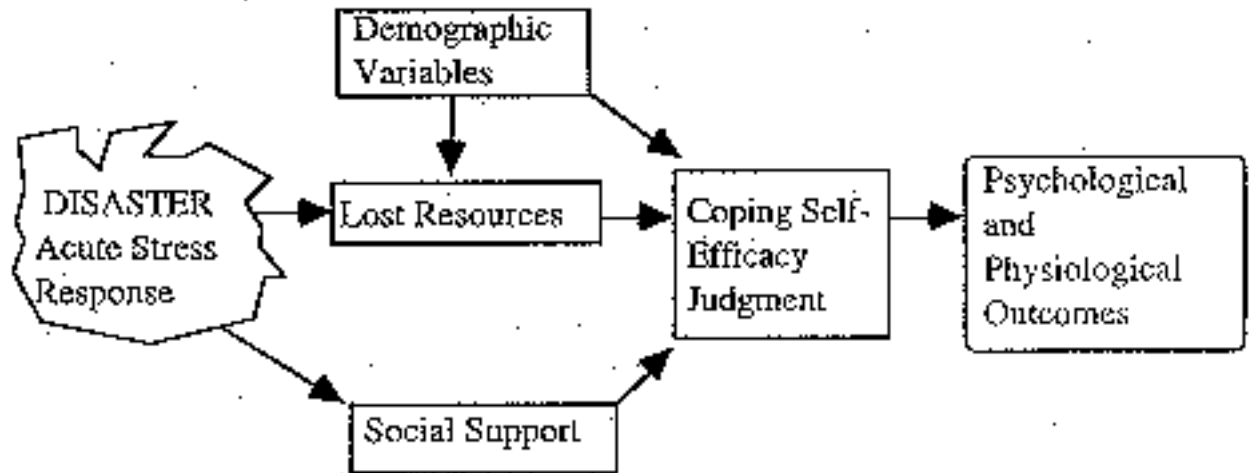 Demographic
Variables
DISASTER
Acute Stress
Response
Lost Resources
Coping Self-
Efficacy
Judgment
Psychological
and
Physiological
Outcomes
Social Support